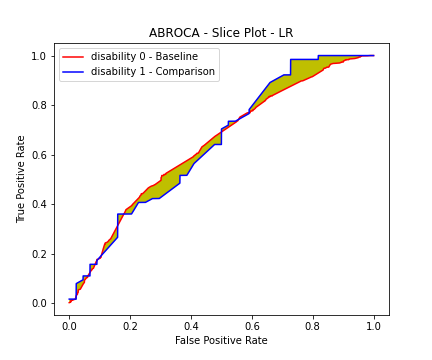 ABROCA - Slice Plot - LR
disability 0 - Baseline
disability 1 - Comparison
True Positive Rate
1.0
0.8
0.6
0.4
0.2
0.0
0.0 0.2 0.4 0.6 0.8 1.0
False Positive Rate